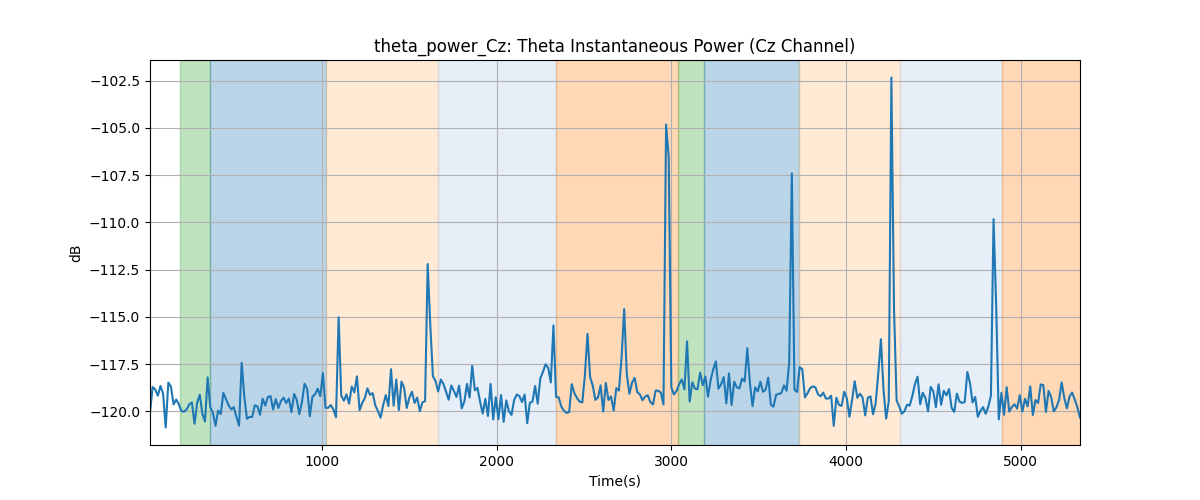 theta_power_Cz: Theta Instantaneous Power (Cz Channel)
−102.5
−105.0
−107.5
−110.0
−112.5
−115.0
−117.5
−120.0
dB
1000 2000 3000 4000 5000
Time(s)